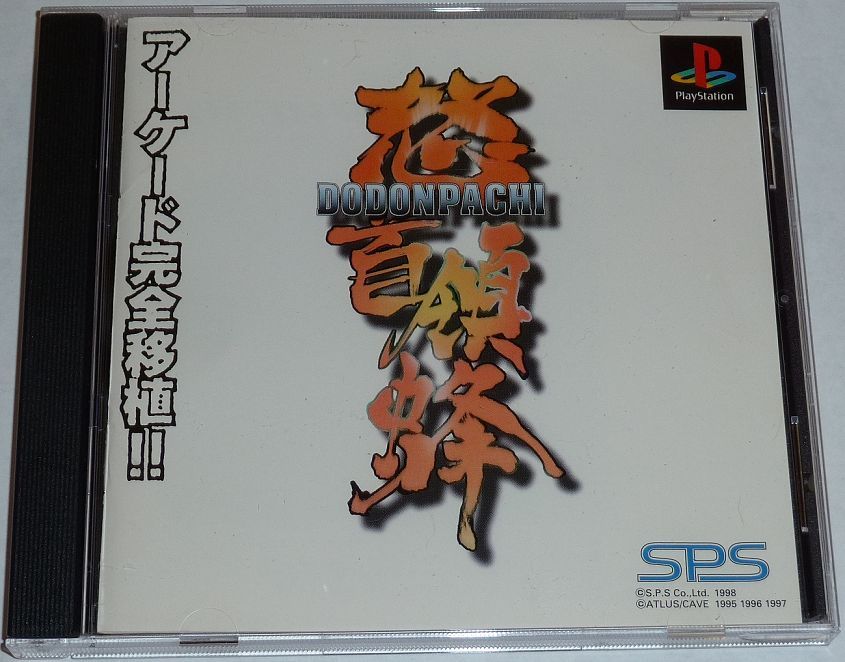 アーケード完全移植!!
PlayStation
怒
DODONPACHI
首領
蜂
SPS
©S.P.S Co.,Ltd. 1998
©ATLUS/CAVE 1995 1996 1997